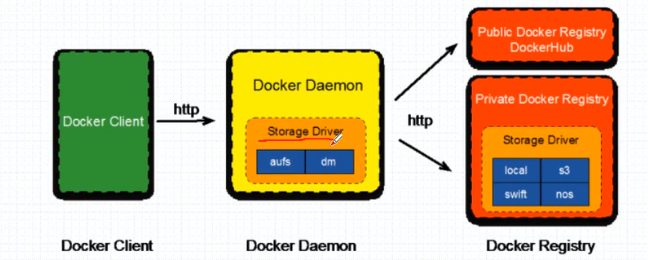 Docker Client
http
Docker Daemon
Storage Driver
aufs
dm
http
Public Docker Registry
DockerHub
Private Docker Registry
Storage Driver
local
s3
swift
nos
Docker Client
Docker Daemon
Docker Registry